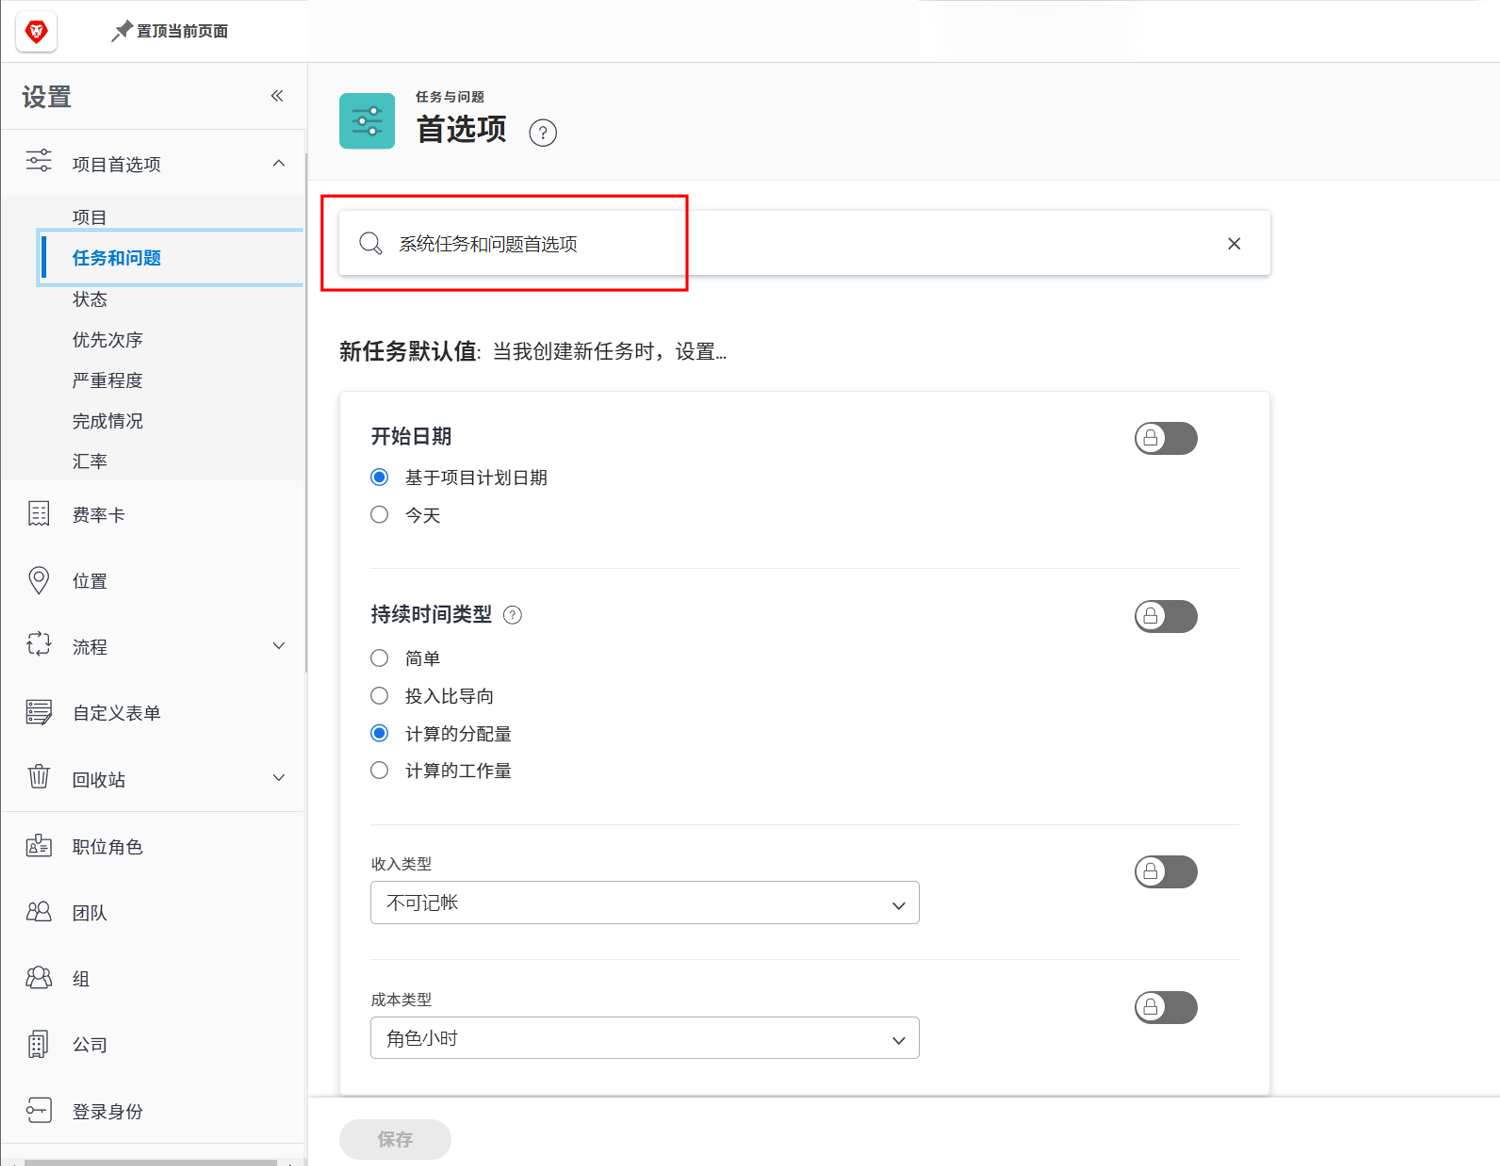 置顶当前页面
设置
项目首选项
项目
任务和问题
状态
优先次序
严重程度
完成情况
汇率
费率卡
位置
流程
自定义表单
回收站
职位角色
团队
组
公司
登录身份
任务与问题
首选项
系统任务和问题首选项
新任务默认值: 当我创建新任务时，设置...
开始日期
基于项目计划日期
今天
持续时间类型
简单
投入比导向
计算的分配量
计算的工作量
收入类型
不可记帐
成本类型
角色小时
保存